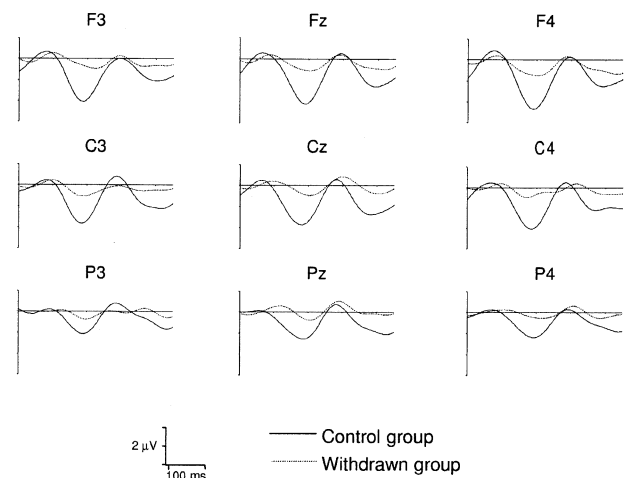 F3 Fz F4
C3 Cz C4
P3 Pz P4
2 μV
100 ms
Control group
Withdrawn group